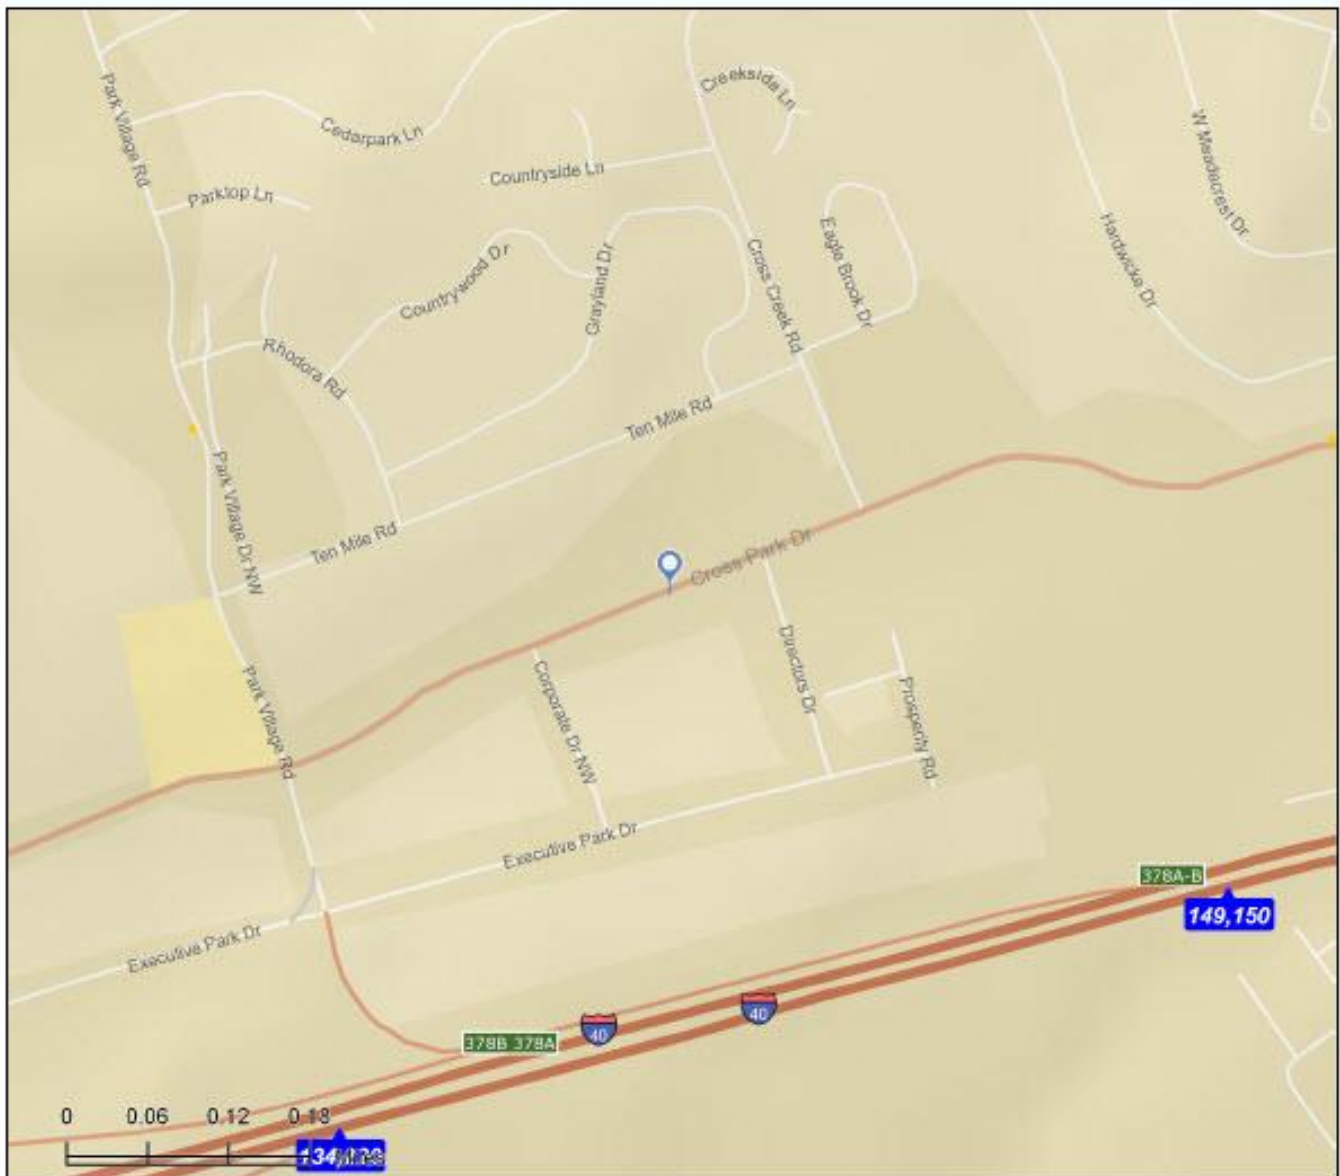 Creekside Ln
Park Village Rd
Cedarpark Ln
W Meadecrest Dr
Countryside Ln
Parktop Ln
Hardwicke Dr
Eagle Brook Dr
Cross Creek Rd
Countrywood Dr
Grayland Dr
Rhodora Rd
Ten Mile Rd
Park Village Dr NW
Ten Mile Rd
Cross Park Dr
Directors Dr
Corporate Dr NW
Prosperity Rd
Park Village Rd
Executive Park Dr
378A-B
149,150
Executive Park Dr
40
40
378B 378A
0 0.06 0.12 0.18